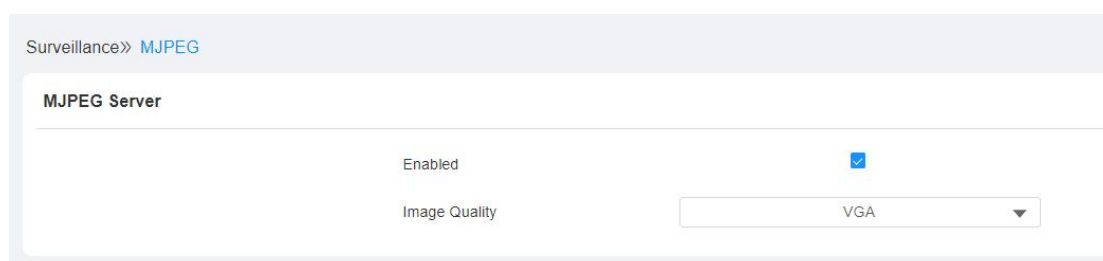 Surveillance» MJPEG
MJPEG Server
Enabled
Image Quality VGA